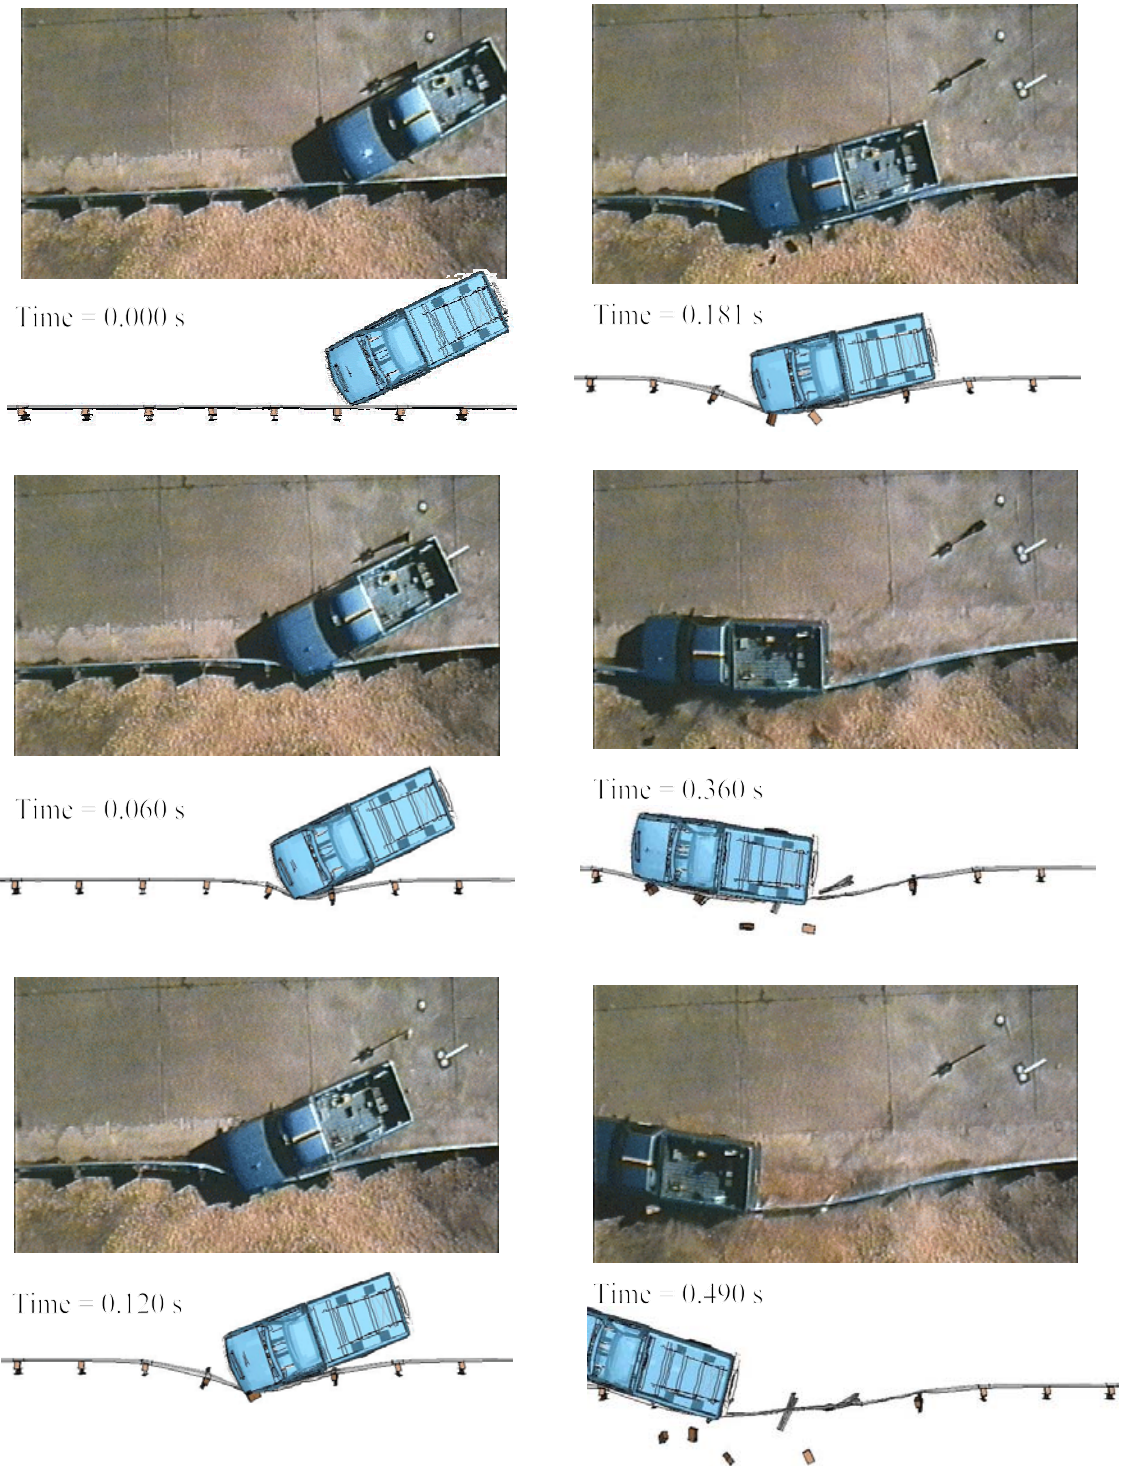 Time = 0.000 s
Time = 0.060 s
Time = 0.120 s
Time = 0.181 s
Time = 0.360 s
Time = 0.490 s